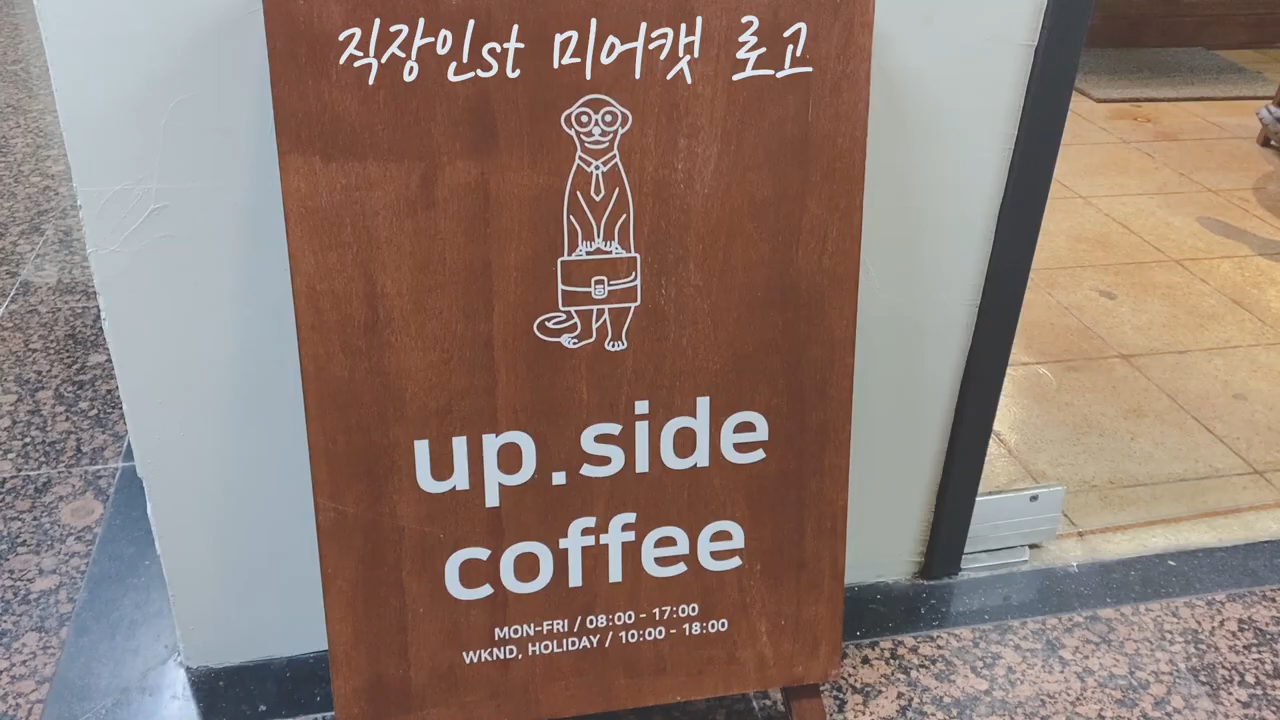 직장인st 미어캣 로고
up.side
coffee
MON-FRI / 08:00 - 17:00
WKND, HOLIDAY / 10:00 - 18:00